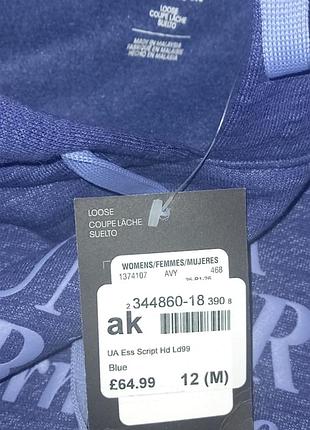 LOOSE
COUPE LÂCHE
SUELTO
MADE IN MALAYSIA
FABRIQUÉ EN MALAISIE
HECHO EN MALASIA
LOOSE
COUPE LÂCHE
SUELTO
WOMENS/FEMMES/MUJERES
1374107 AVY 468
2 344860-18 390 8
ak
UA Ess Script Hd Ld99
Blue
£64.99 12 (M)